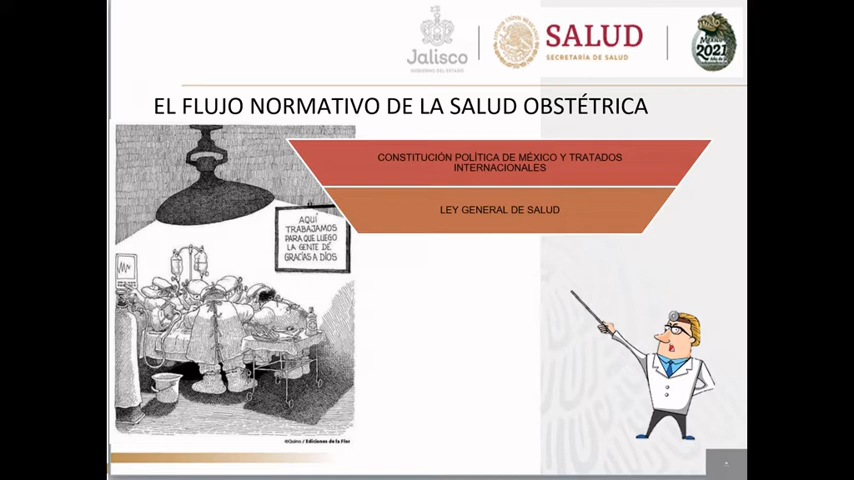 Jalisco
GOBIERNO DEL ESTADO
SALUD
SECRETARÍA DE SALUD
México
2021
EL FLUJO NORMATIVO DE LA SALUD OBSTÉTRICA
CONSTITUCIÓN POLÍTICA DE MÉXICO Y TRATADOS
INTERNACIONALES
LEY GENERAL DE SALUD
AQUÍ
TRABAJAMOS
PARA QUE LUEGO
LA GENTE DE
GRACIAS A DIOS
©Quino / Ediciones de la Flor